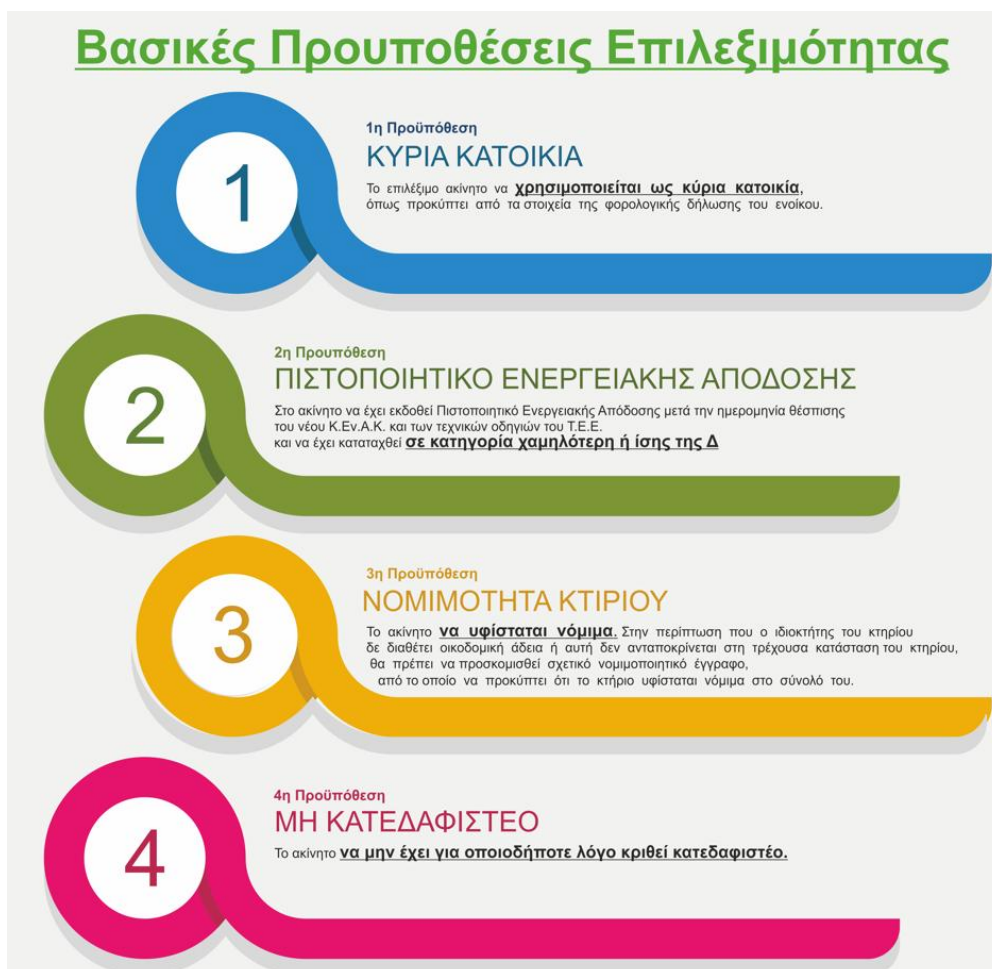 Βασικές Προυποθέσεις Επιλεξιμότητας
1
1η Προϋπόθεση
ΚΥΡΙΑ ΚΑΤΟΙΚΙΑ
Το επιλέξιμο ακίνητο να χρησιμοποιείται ως κύρια κατοικία,
όπως προκύπτει από τα στοιχεία της φορολογικής δήλωσης του ενοίκου.
2
2η Προυπόθεση
ΠΙΣΤΟΠΟΙΗΤΙΚΟ ΕΝΕΡΓΕΙΑΚΗΣ ΑΠΟΔΟΣΗΣ
Στο ακίνητο να έχει εκδοθεί Πιστοποιητικό Ενεργειακής Απόδοσης μετά την ημερομηνία θέσπισης
του νέου Κ.Εν.Α.Κ. και των τεχνικών οδηγιών του Τ.Ε.Ε.
και να έχει καταταχθεί σε κατηγορία χαμηλότερη ή ίσης της Δ
3
3η Προϋπόθεση
ΝΟΜΙΜΟΤΗΤΑ ΚΤΙΡΙΟΥ
Το ακίνητο να υφίσταται νόμιμα. Στην περίπτωση που ο ιδιοκτήτης του κτηρίου
δε διαθέτει οικοδομική άδεια ή αυτή δεν ανταποκρίνεται στη τρέχουσα κατάσταση του κτηρίου,
θα πρέπει να προσκομισθεί σχετικό νομιμοποιητικό έγγραφο,
από το οποίο να προκύπτει ότι το κτήριο υφίσταται νόμιμα στο σύνολό του.
4
4η Προϋπόθεση
ΜΗ ΚΑΤΕΔΑΦΙΣΤΕΟ
Το ακίνητο να μην έχει για οποιοδήποτε λόγο κριθεί κατεδαφιστέο.